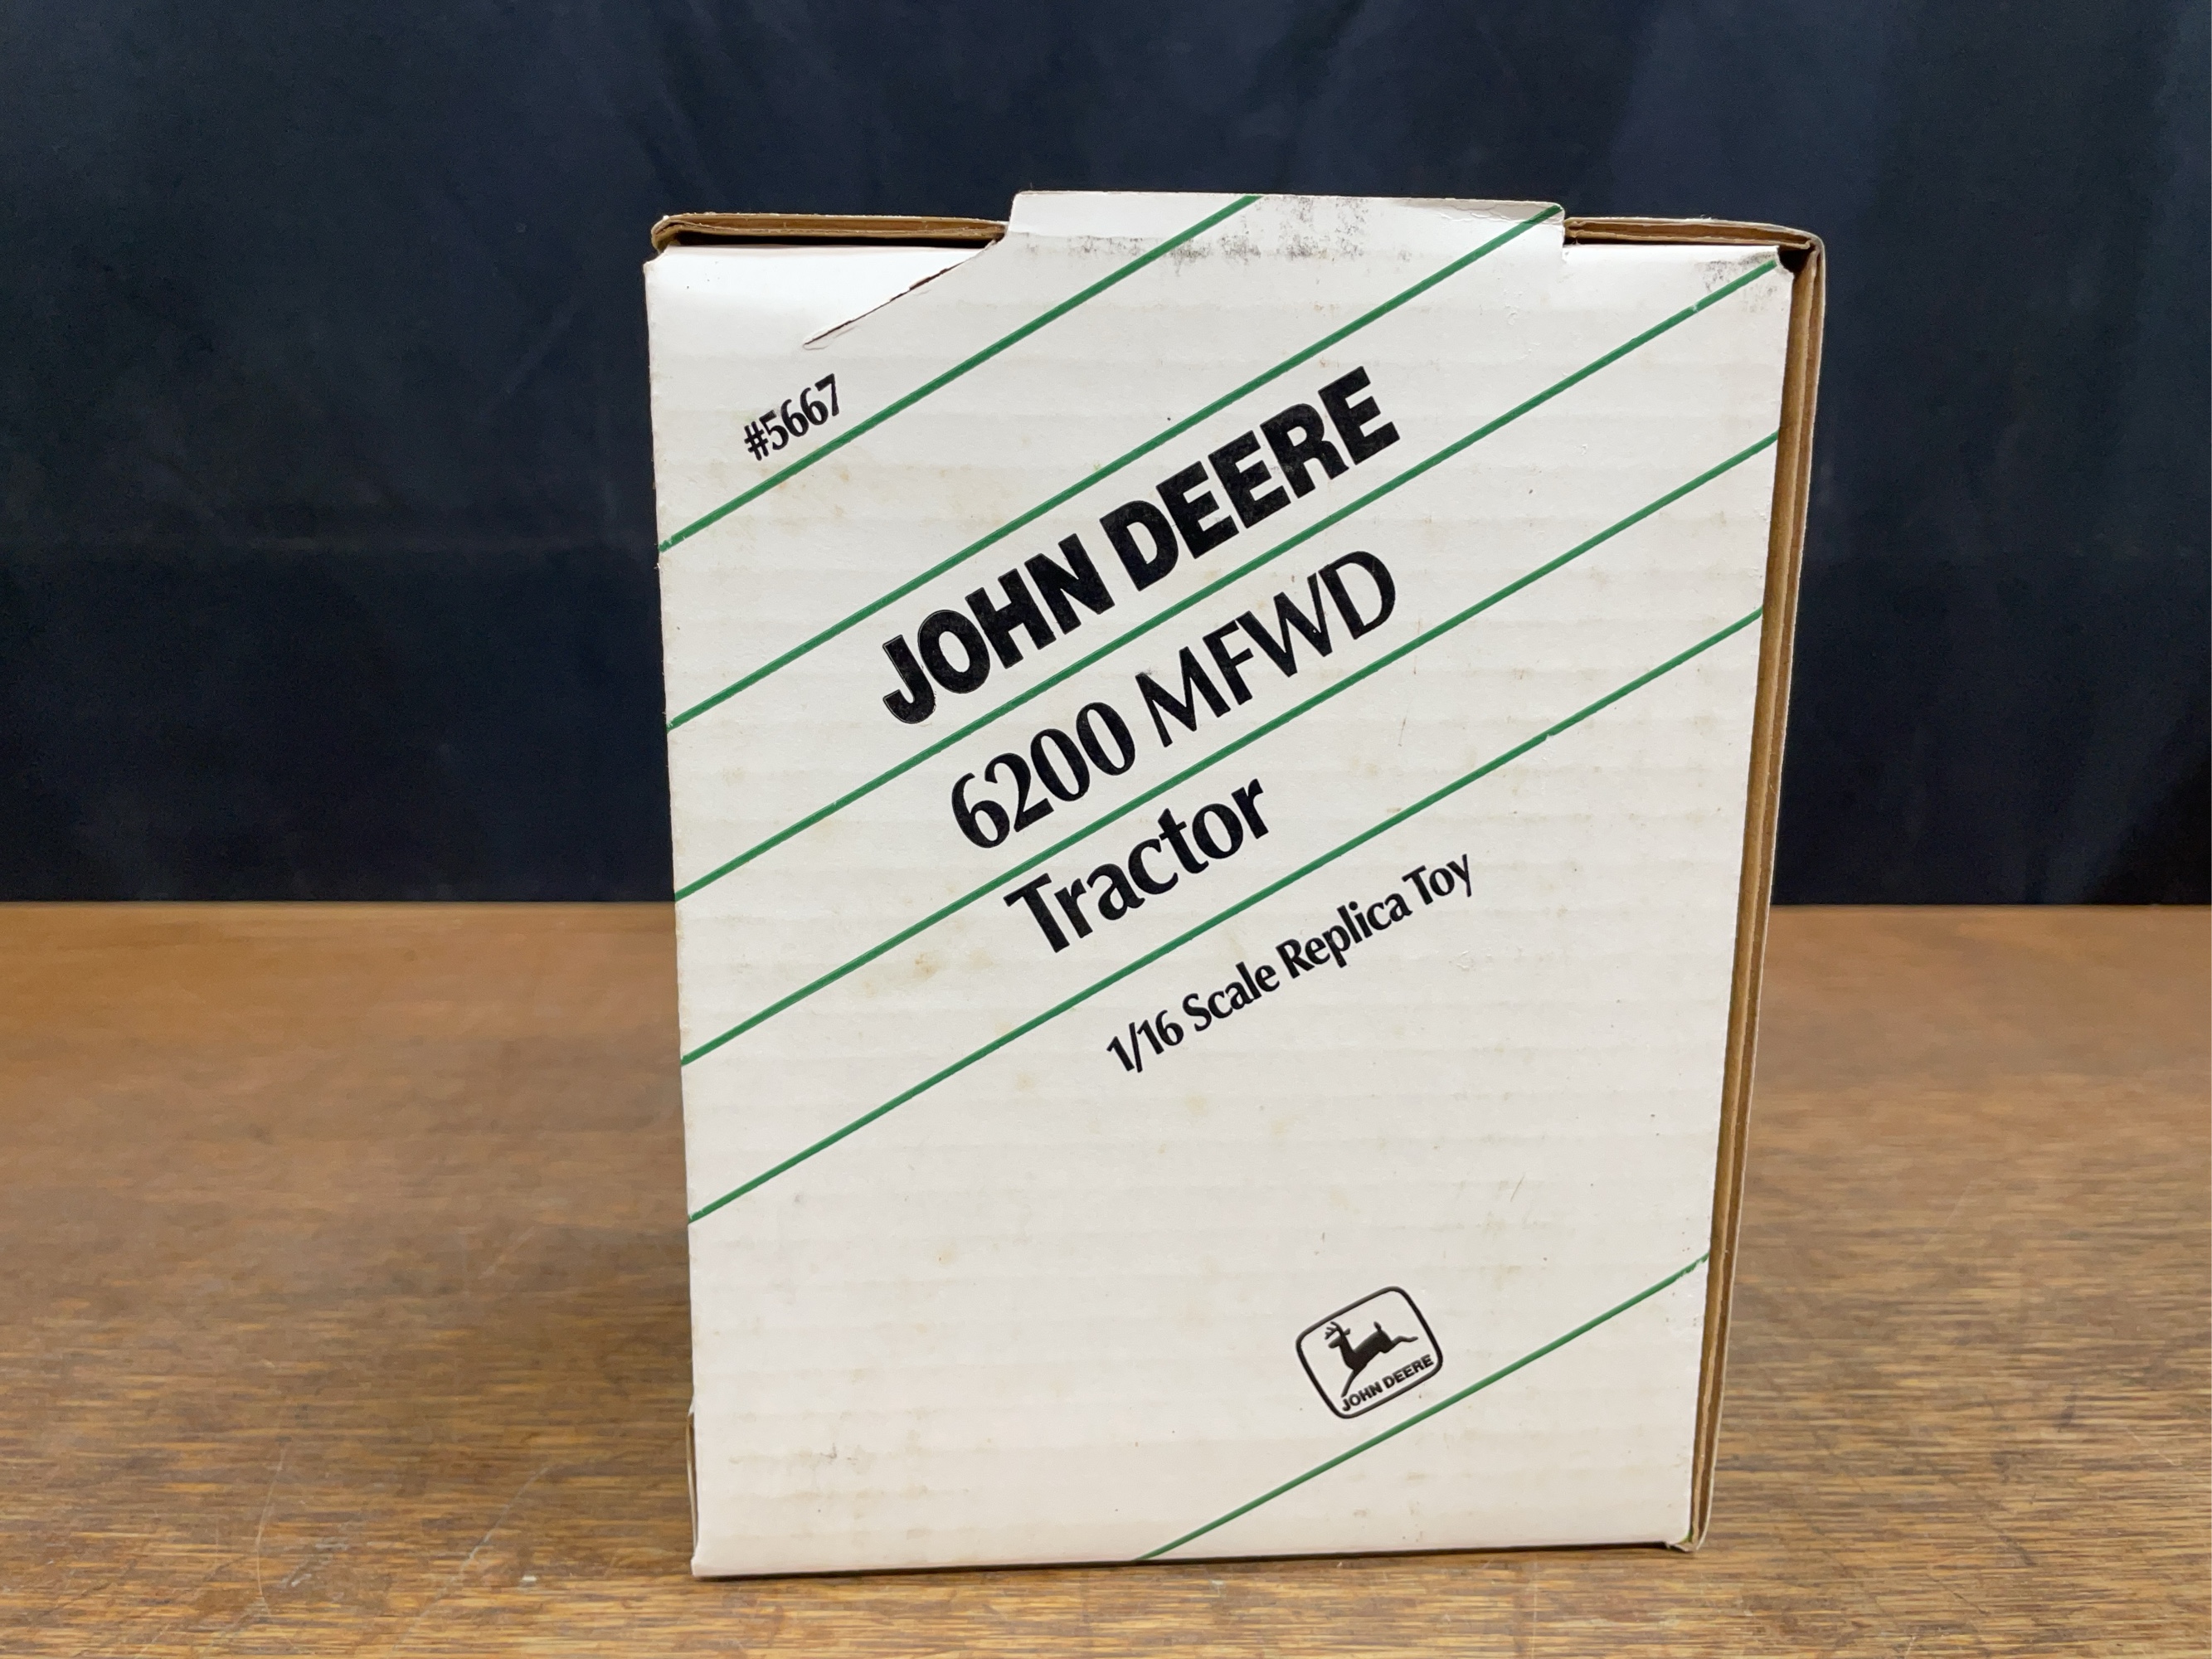 #5667
JOHN DEERE
6200 MFWD
Tractor
1/16 Scale Replica Toy
JOHN DEERE